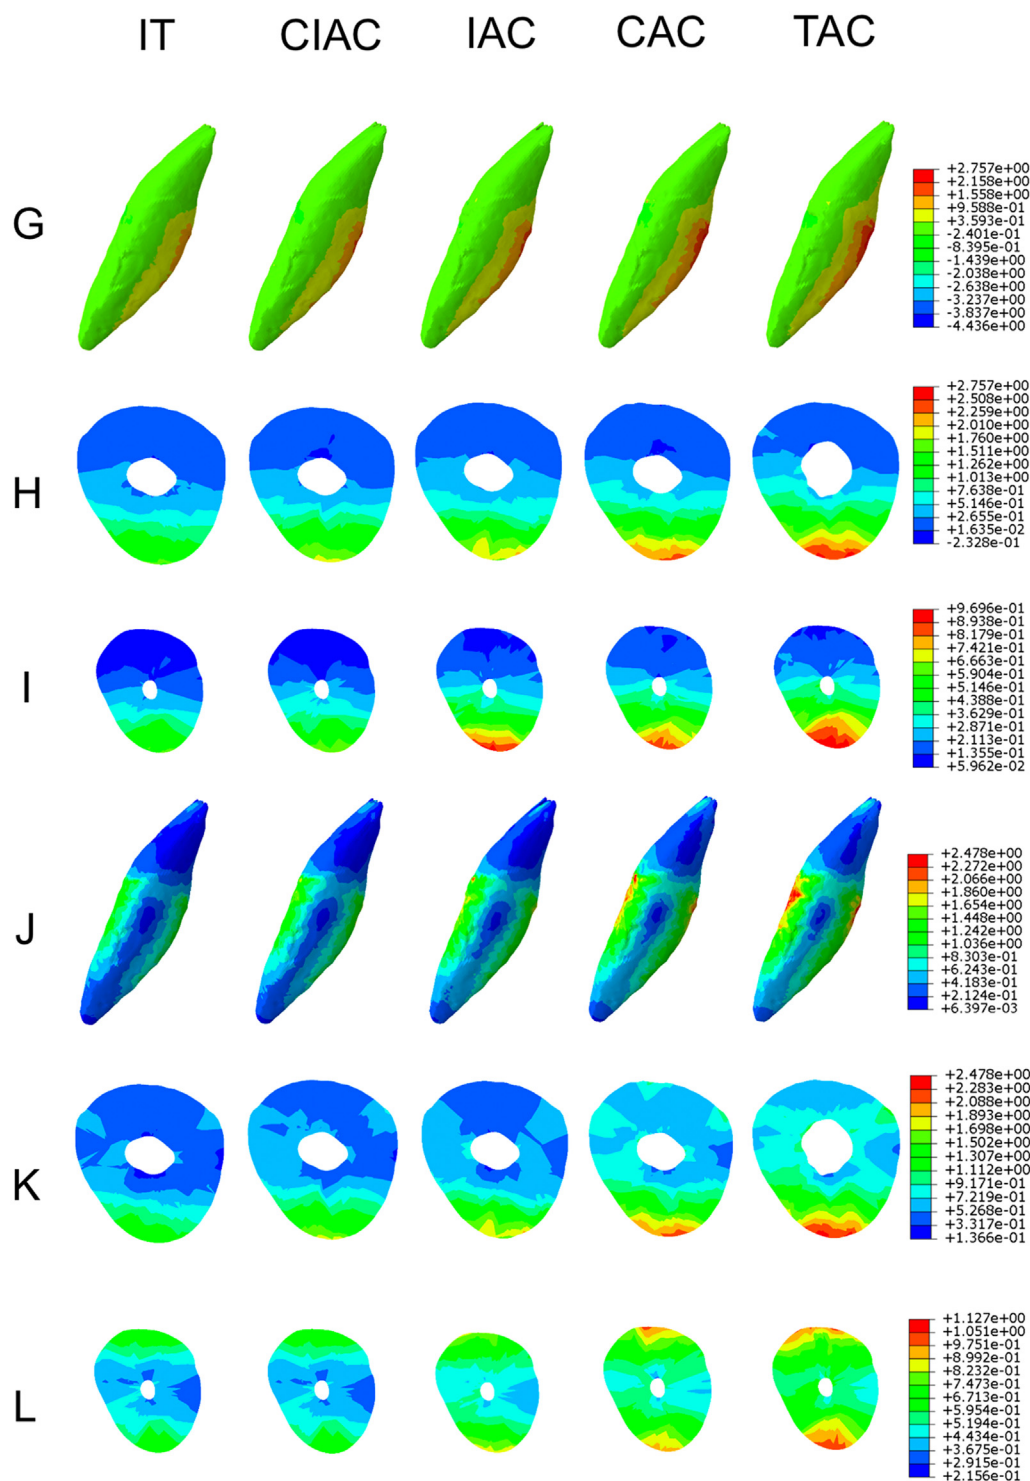 IT CIAC IAC CAC TAC
G
+2.757e+00
+2.158e+00
+1.558e+00
+9.588e-01
+3.593e-01
-2.401e-01
-8.395e-01
-1.439e+00
-2.038e+00
-2.638e+00
-3.237e+00
-3.837e+00
-4.436e+00
H
+2.757e+00
+2.508e+00
+2.259e+00
+2.010e+00
+1.760e+00
+1.511e+00
+1.262e+00
+1.013e+00
+7.638e-01
+5.146e-01
+2.655e-01
+1.635e-02
-2.328e-01
I
+9.696e-01
+8.938e-01
+8.179e-01
+7.421e-01
+6.663e-01
+5.904e-01
+5.146e-01
+4.388e-01
+3.629e-01
+2.871e-01
+2.113e-01
+1.355e-01
+5.962e-02
J
+2.478e+00
+2.272e+00
+2.066e+00
+1.860e+00
+1.654e+00
+1.448e+00
+1.242e+00
+1.036e+00
+8.303e-01
+6.243e-01
+4.183e-01
+2.124e-01
+6.397e-03
K
+2.478e+00
+2.283e+00
+2.088e+00
+1.893e+00
+1.698e+00
+1.502e+00
+1.307e+00
+1.112e+00
+9.171e-01
+7.219e-01
+5.268e-01
+3.317e-01
+1.366e-01
L
+1.127e+00
+1.051e+00
+9.751e-01
+8.992e-01
+8.232e-01
+7.473e-01
+6.713e-01
+5.954e-01
+5.194e-01
+4.434e-01
+3.675e-01
+2.915e-01
+2.156e-01